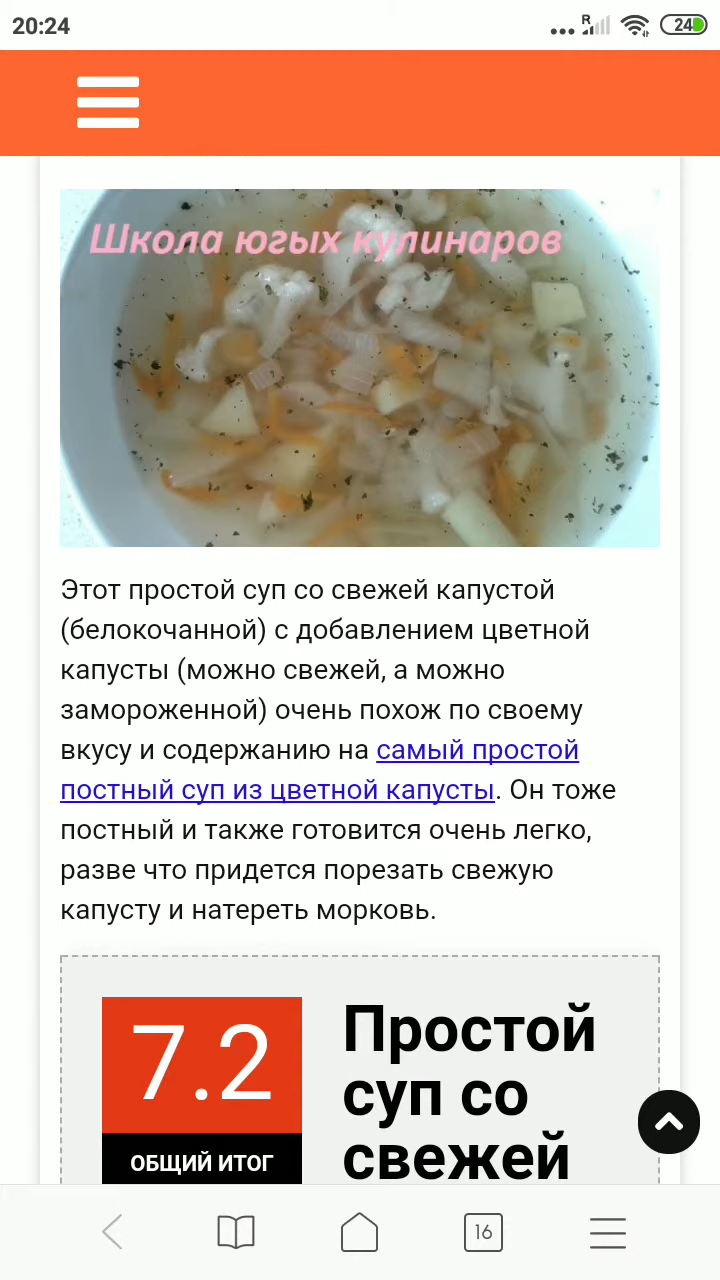 20:24
R
24
Школа югых кулинаров
Этот простой суп со свежей капустой
(белокочанной) с добавлением цветной
капусты (можно свежей, а можно
замороженной) очень похож по своему
вкусу и содержанию на самый простой
постный суп из цветной капусты. Он тоже
постный и также готовится очень легко,
разве что придется порезать свежую
капусту и натереть морковь.
7.2
ОБЩИЙ ИТОГ
Простой
суп со
свежей
16